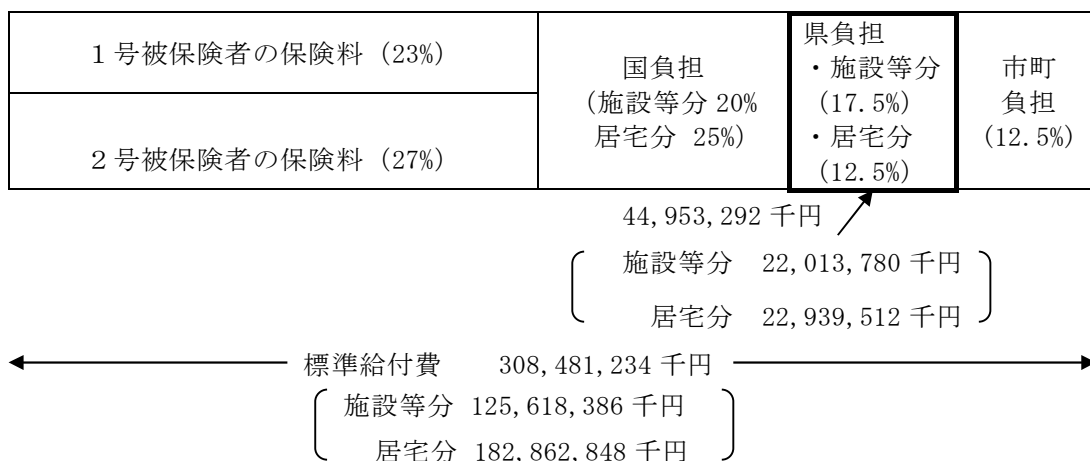 １号被保険者の保険料 (23%)
２号被保険者の保険料 (27%)
国負担
(施設等分 20%
居宅分 25%)
県負担
・施設等分
(17.5%)
・居宅分
(12.5%)
市町
負担
(12.5%)
44,953,292 千円
施設等分 22,013,780 千円
居宅分 22,939,512 千円
標準給付費 308,481,234 千円
施設等分 125,618,386 千円
居宅分 182,862,848 千円